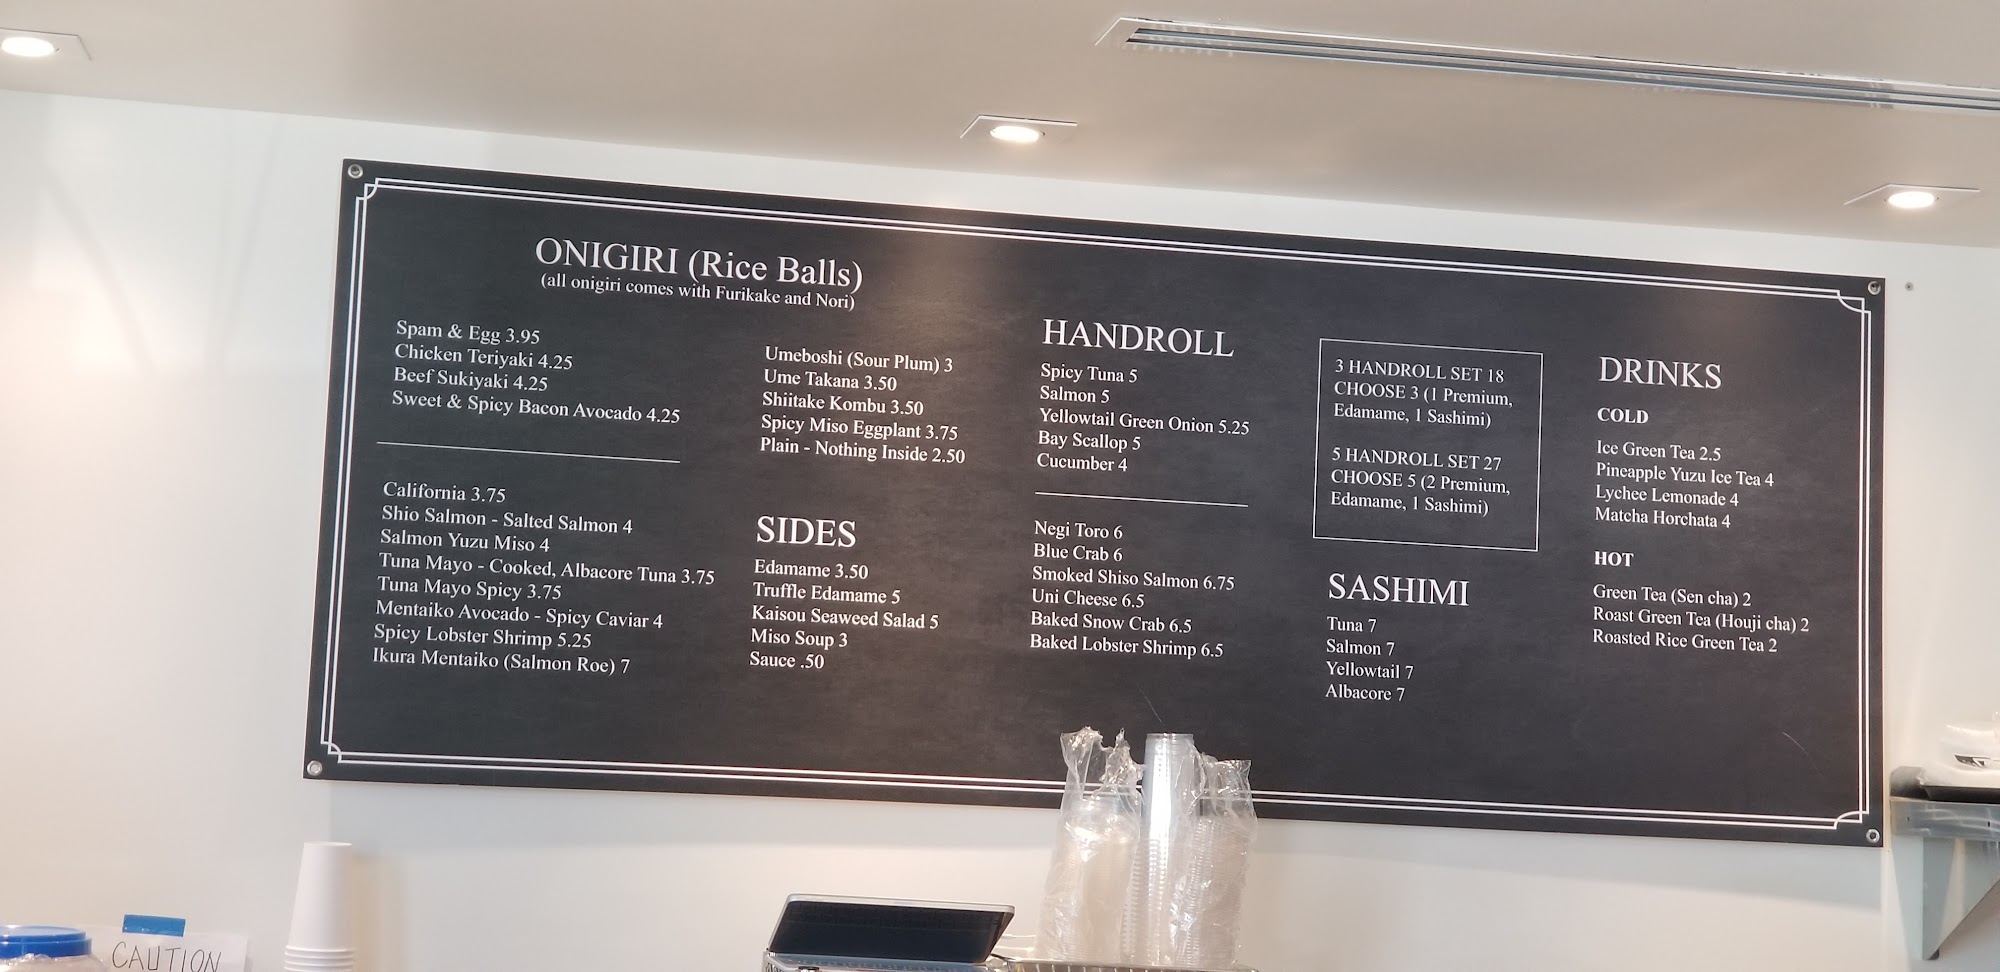 ONIGIRI (Rice Balls)
(all onigiri comes with Furikake and Nori)
Spam & Egg 3.95
Chicken Teriyaki 4.25
Beef Sukiyaki 4.25
Sweet & Spicy Bacon Avocado 4.25
California 3.75
Shio Salmon - Salted Salmon 4
Salmon Yuzu Miso 4
Tuna Mayo - Cooked, Albacore Tuna 3.75
Tuna Mayo Spicy 3.75
Mentaiko Avocado - Spicy Caviar 4
Spicy Lobster Shrimp 5.25
Ikura Mentaiko (Salmon Roe) 7
Umeboshi (Sour Plum) 3
Ume Takana 3.50
Shiitake Kombu 3.50
Spicy Miso Eggplant 3.75
Plain - Nothing Inside 2.50
SIDES
Edamame 3.50
Truffle Edamame 5
Kaisou Seaweed Salad 5
Miso Soup 3
Sauce .50
HANDROLL
Spicy Tuna 5
Salmon 5
Yellowtail Green Onion 5.25
Bay Scallop 5
Cucumber 4
Negi Toro 6
Blue Crab 6
Smoked Shiso Salmon 6.75
Uni Cheese 6.5
Baked Snow Crab 6.5
Baked Lobster Shrimp 6.5
3 HANDROLL SET 18
CHOOSE 3 (1 Premium,
Edamame, 1 Sashimi)
5 HANDROLL SET 27
CHOOSE 5 (2 Premium,
Edamame, 1 Sashimi)
SASHIMI
Tuna 7
Salmon 7
Yellowtail 7
Albacore 7
DRINKS
COLD
Ice Green Tea 2.5
Pineapple Yuzu Ice Tea 4
Lychee Lemonade 4
Matcha Horchata 4
HOT
Green Tea (Sen cha) 2
Roast Green Tea (Houji cha) 2
Roasted Rice Green Tea 2
CAUTION